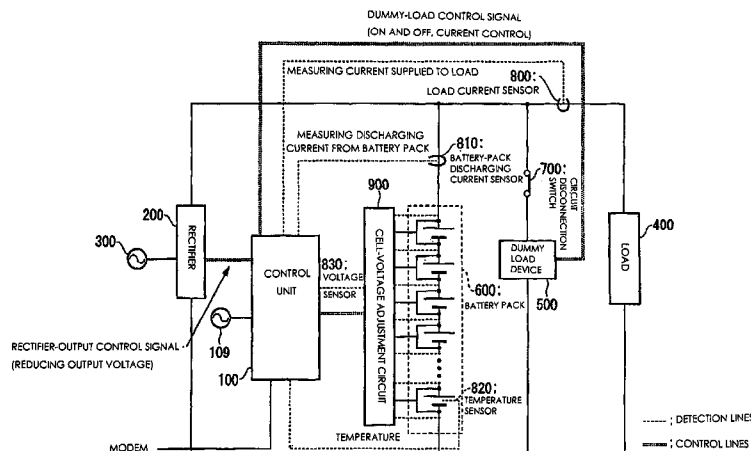 DUMMY-LOAD CONTROL SIGNAL
(ON AND OFF, CURRENT CONTROL)
MEASURING CURRENT SUPPLIED TO LOAD
800:
LOAD CURRENT SENSOR
MEASURING DISCHARGING
CURRENT FROM BATTERY PACK
810:
BATTERY-PACK
DISCHARGING
CURRENT SENSOR
700:
CIRCUIT
DISCONNECTION
SWITCH
200
RECTIFIER
300
900
CELL-VOLTAGE ADJUSTMENT CIRCUIT
400
LOAD
CONTROL
UNIT
830:
VOLTAGE
SENSOR
DUMMY
LOAD
DEVICE
500
600:
BATTERY PACK
109
RECTIFIER-OUTPUT CONTROL SIGNAL
(REDUCING OUTPUT VOLTAGE)
100
820:
TEMPERATURE
SENSOR
TEMPERATURE
MODEM
; DETECTION LINES
; CONTROL LINES